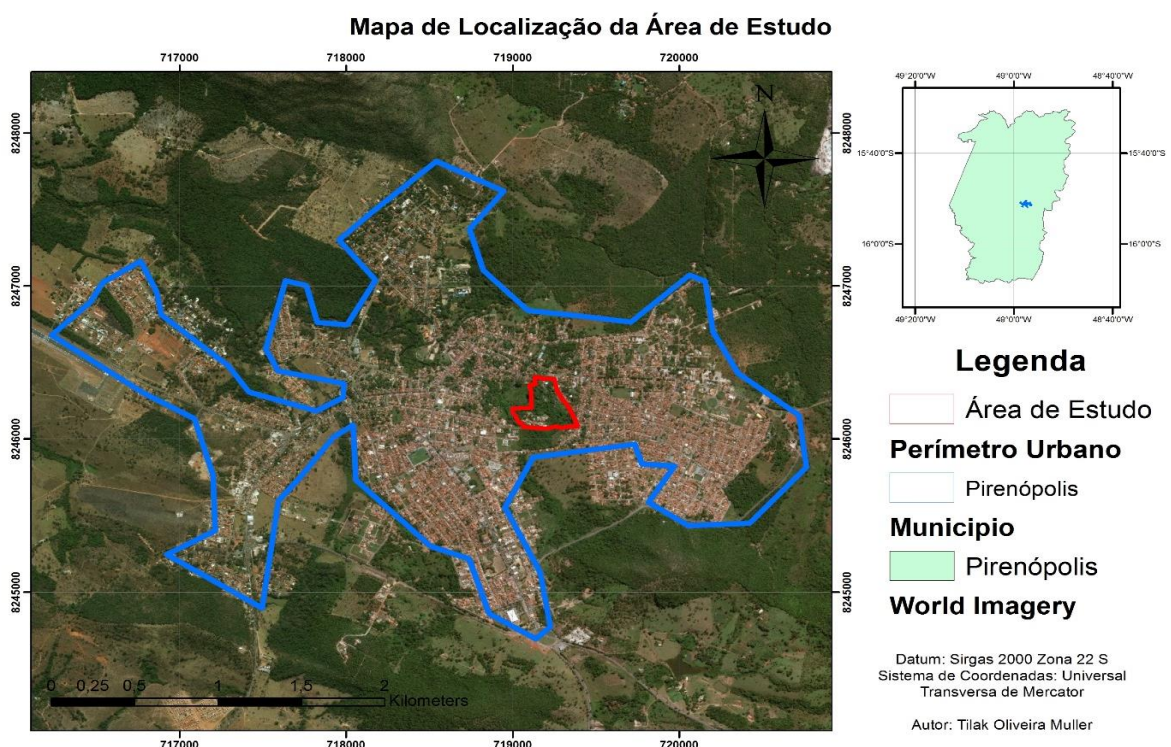 Mapa de Localização da Área de Estudo
717000 718000 719000 720000
8248000 8248000
8247000 8247000
8246000 8246000
8245000 8245000
717000 718000 719000 720000
N
0 0,25 0,5 1 1,5 2
Kilometers
49°20'0"W 49°0'0"W 48°40'0"W
15°40'0"S 15°40'0"S
16°0'0"S 16°0'0"S
49°20'0"W 49°0'0"W 48°40'0"W
Legenda
Área de Estudo
Perímetro Urbano
Pirenópolis
Municipio
Pirenópolis
World Imagery
Datum: Sirgas 2000 Zona 22 S
Sistema de Coordenadas: Universal
Transversa de Mercator
Autor: Tilak Oliveira Muller